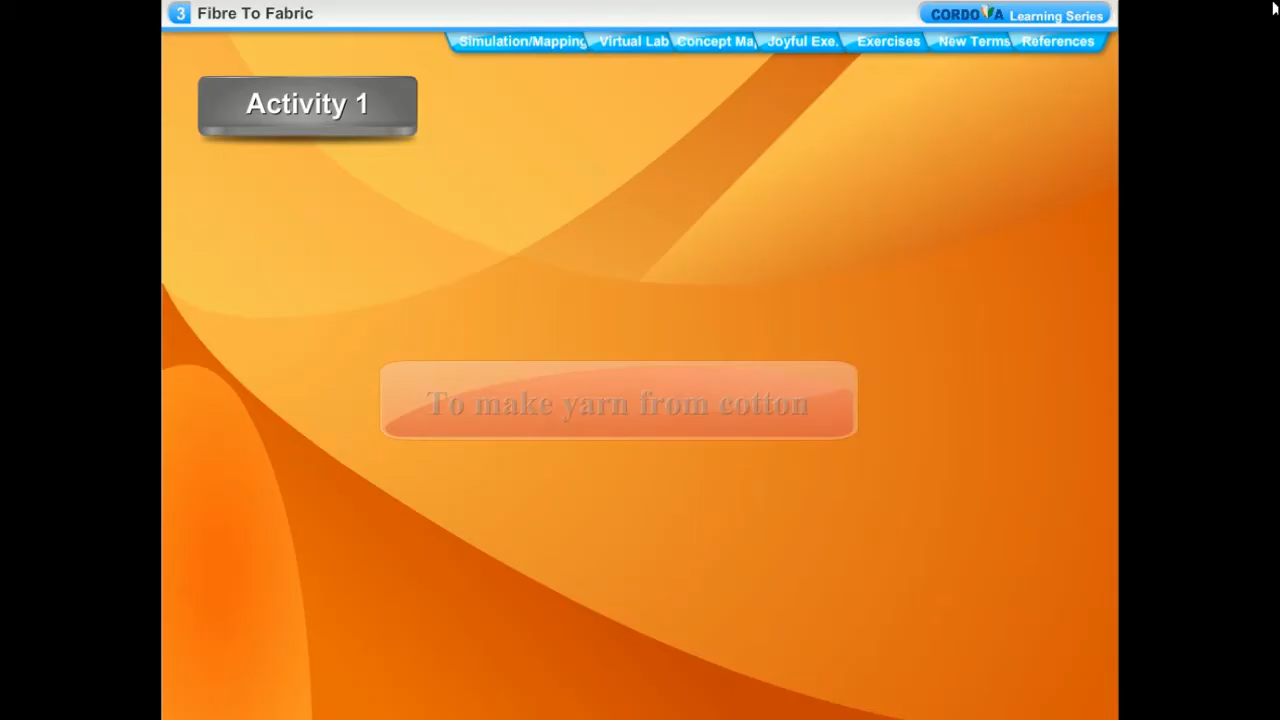 3 Fibre To Fabric
CORDOVA Learning Series
Simulation/Mapping Virtual Lab Concept Ma Joyful Exe. Exercises New Terms References
Activity 1
To make yarn from cotton